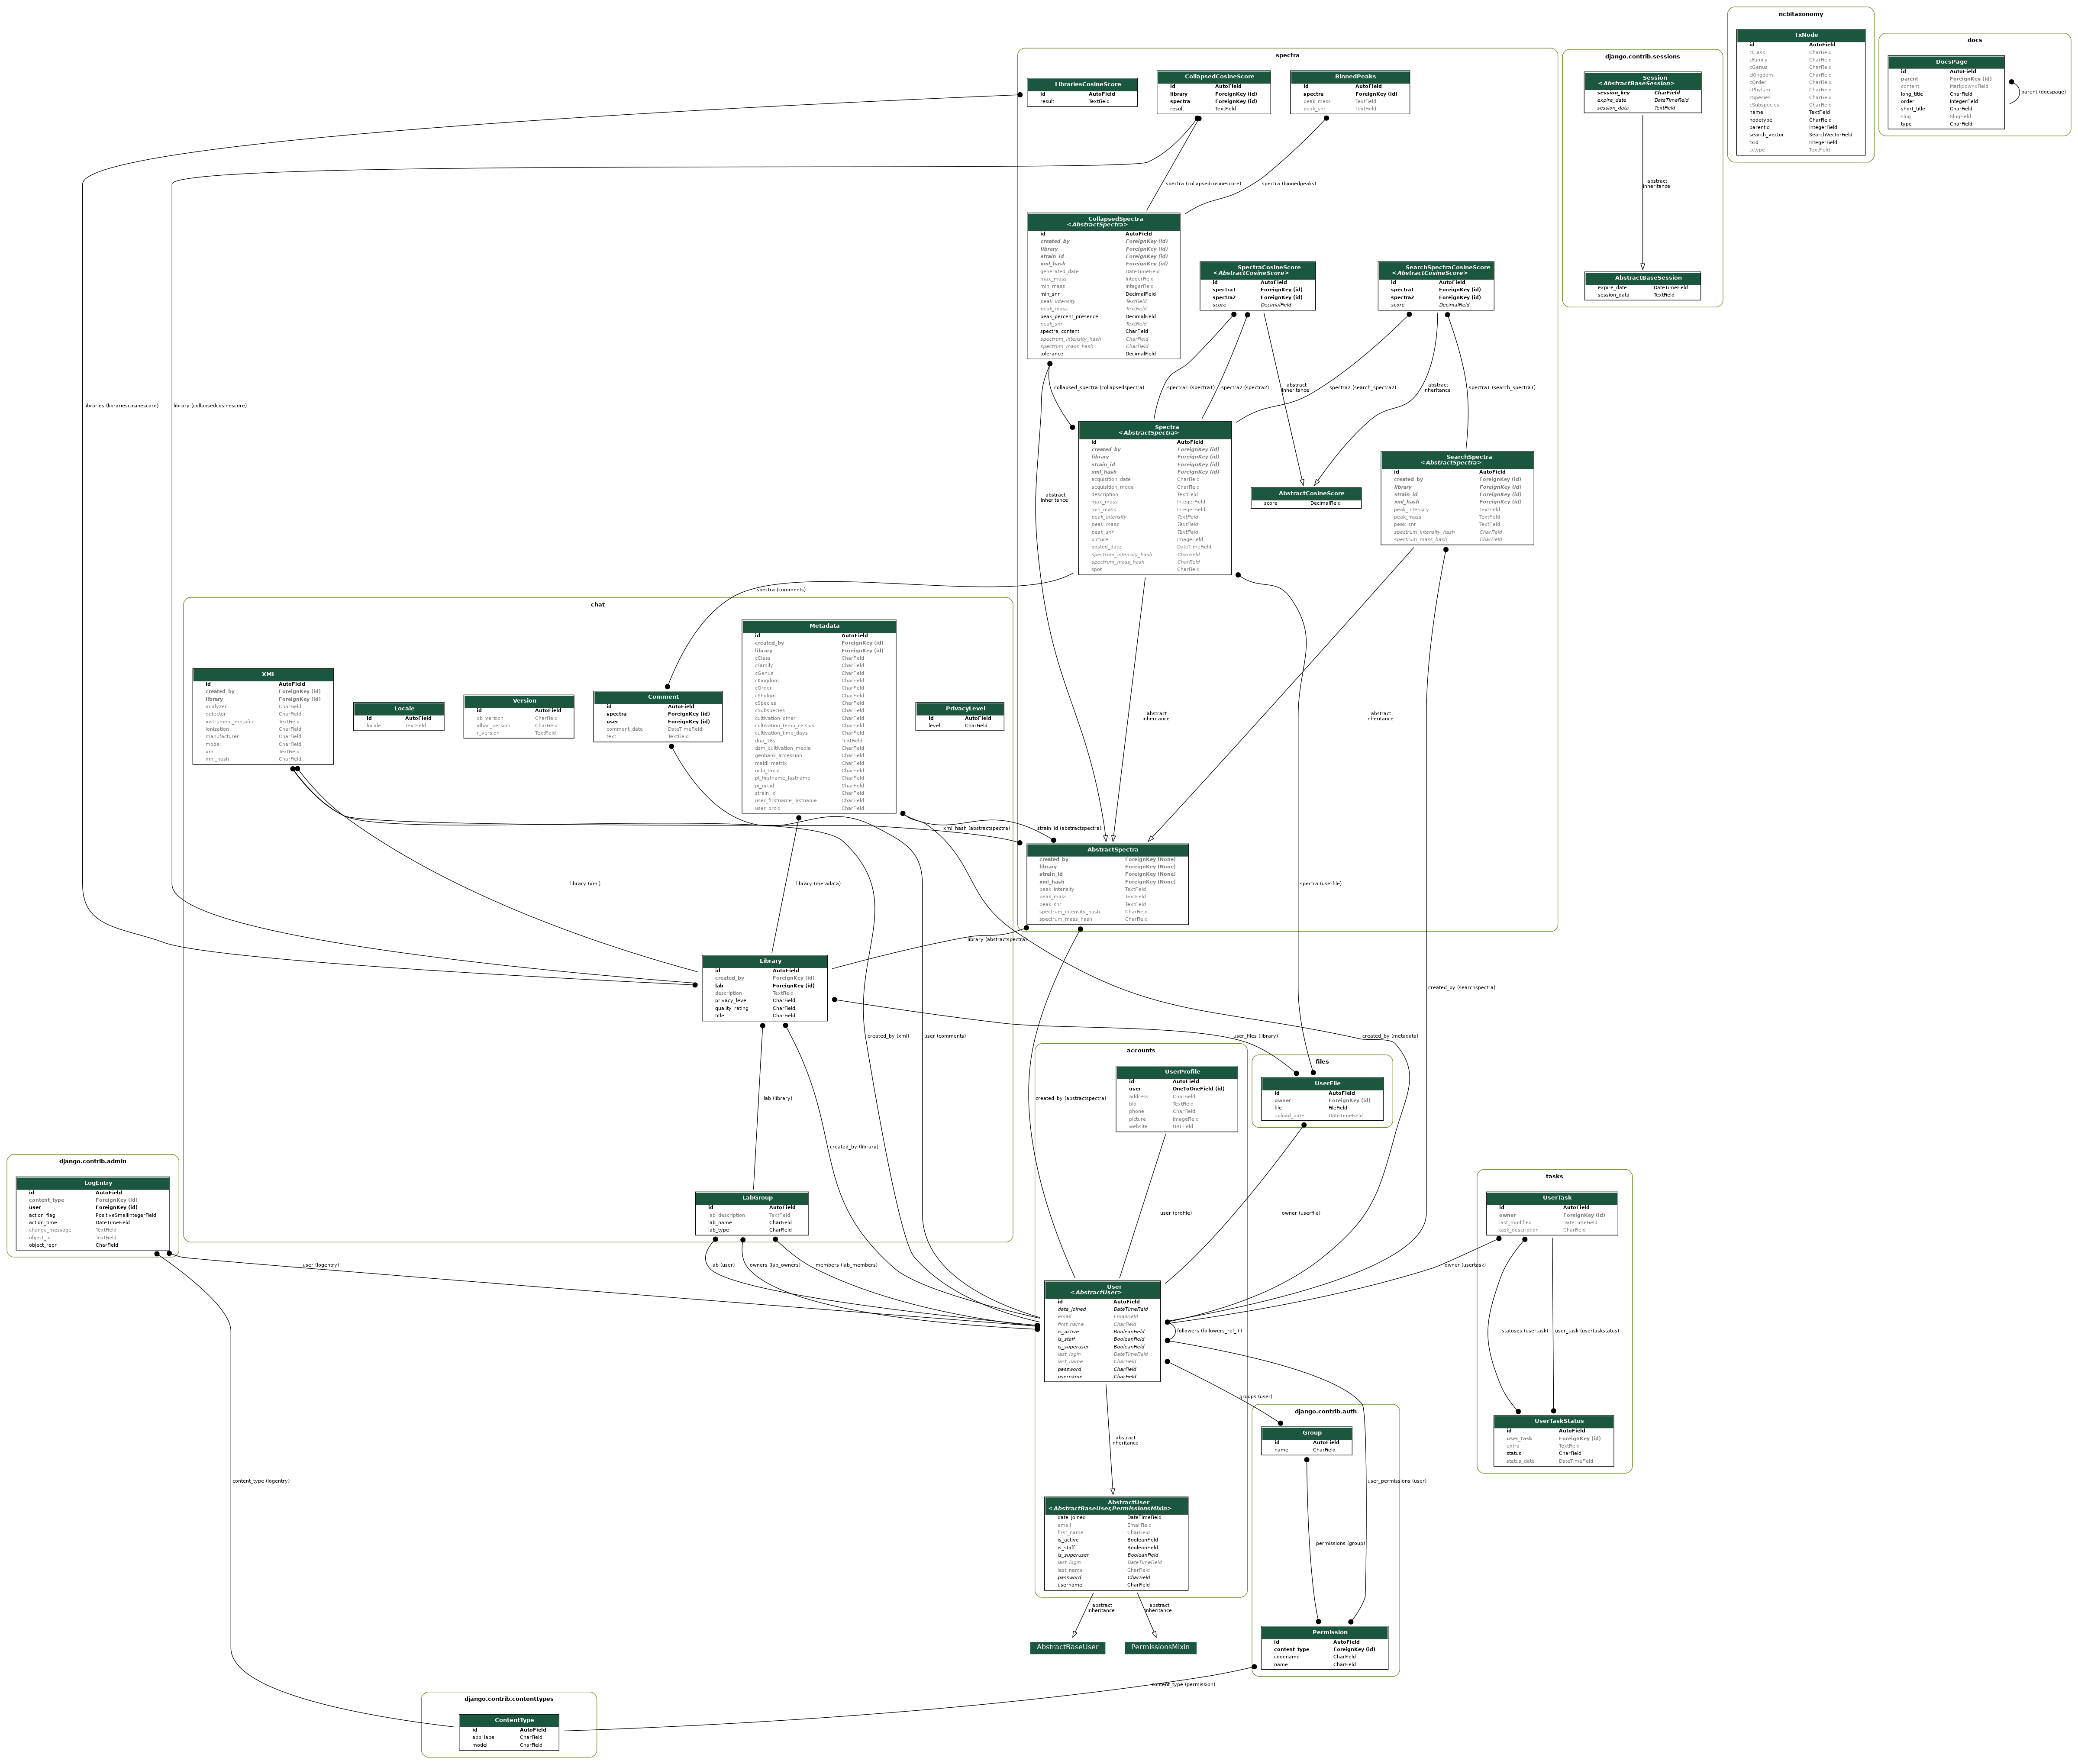 ncbitaxonomy
TxNode
id AutoField
cClass CharField
cFamily CharField
cGenus CharField
cKingdom CharField
cOrder CharField
cPhylum CharField
cSpecies CharField
cSubspecies CharField
name TextField
nodetype CharField
parentid IntegerField
search_vector SearchVectorField
txid IntegerField
txtype TextField
docs
DocsPage
id AutoField
parent ForeignKey (id)
content MarkdownxField
long_title CharField
order IntegerField
short_title CharField
slug SlugField
type CharField
parent (docspage)
django.contrib.sessions
Session
<AbstractBaseSession>
session_key CharField
expire_date DateTimeField
session_data TextField
abstract
inheritance
AbstractBaseSession
expire_date DateTimeField
session_data TextField
spectra
LibrariesCosineScore
id AutoField
result TextField
CollapsedCosineScore
id AutoField
library ForeignKey (id)
spectra ForeignKey (id)
result TextField
BinnedPeaks
id AutoField
spectra ForeignKey (id)
peak_mass TextField
peak_snr TextField
spectra (collapsedcosinescore)
spectra (binnedpeaks)
CollapsedSpectra
<AbstractSpectra>
id AutoField
created_by ForeignKey (id)
library ForeignKey (id)
strain_id ForeignKey (id)
xml_hash ForeignKey (id)
generated_date DateTimeField
max_mass IntegerField
min_mass IntegerField
min_snr DecimalField
peak_intensity TextField
peak_mass TextField
peak_percent_presence DecimalField
peak_snr TextField
spectra_content CharField
spectrum_intensity_hash CharField
spectrum_mass_hash CharField
tolerance DecimalField
SpectraCosineScore
<AbstractCosineScore>
id AutoField
spectra1 ForeignKey (id)
spectra2 ForeignKey (id)
score DecimalField
SearchSpectraCosineScore
<AbstractCosineScore>
id AutoField
spectra1 ForeignKey (id)
spectra2 ForeignKey (id)
score DecimalField
libraries (librariescosinescore)
library (collapsedcosinescore)
collapsed_spectra (collapsedspectra)
spectra1 (spectra1)
spectra2 (spectra2)
abstract
inheritance
spectra2 (search_spectra2)
abstract
inheritance
spectra1 (search_spectra1)
Spectra
<AbstractSpectra>
id AutoField
created_by ForeignKey (id)
library ForeignKey (id)
strain_id ForeignKey (id)
xml_hash ForeignKey (id)
acquisition_date CharField
acquisition_mode CharField
description TextField
max_mass IntegerField
min_mass IntegerField
peak_intensity TextField
peak_mass TextField
peak_snr TextField
picture ImageField
posted_date DateTimeField
spectrum_intensity_hash CharField
spectrum_mass_hash CharField
spot CharField
AbstractCosineScore
score DecimalField
SearchSpectra
<AbstractSpectra>
id AutoField
created_by ForeignKey (id)
library ForeignKey (id)
strain_id ForeignKey (id)
xml_hash ForeignKey (id)
peak_intensity TextField
peak_mass TextField
peak_snr TextField
spectrum_intensity_hash CharField
spectrum_mass_hash CharField
abstract
inheritance
spectra (comments)
abstract
inheritance
abstract
inheritance
chat
XML
id AutoField
created_by ForeignKey (id)
library ForeignKey (id)
analyzer CharField
detector CharField
instrument_metafile TextField
ionization CharField
manufacturer CharField
model CharField
xml TextField
xml_hash CharField
Locale
id AutoField
locale TextField
Version
id AutoField
db_version CharField
idbac_version CharField
r_version TextField
Comment
id AutoField
spectra ForeignKey (id)
user ForeignKey (id)
comment_date DateTimeField
text TextField
Metadata
id AutoField
created_by ForeignKey (id)
library ForeignKey (id)
cClass CharField
cFamily CharField
cGenus CharField
cKingdom CharField
cOrder CharField
cPhylum CharField
cSpecies CharField
cSubspecies CharField
cultivation_other CharField
cultivation_temp_celsius CharField
cultivation_time_days CharField
dna_16s TextField
dsm_cultivation_media CharField
genbank_accession CharField
maldi_matrix CharField
ncbi_taxid CharField
pi_firstname_lastname CharField
pi_orcid CharField
strain_id CharField
user_firstname_lastname CharField
user_orcid CharField
PrivacyLevel
id AutoField
level CharField
xml_hash (abstractspectra)
strain_id (abstractspectra)
AbstractSpectra
created_by ForeignKey (None)
library ForeignKey (None)
strain_id ForeignKey (None)
xml_hash ForeignKey (None)
peak_intensity TextField
peak_mass TextField
peak_snr TextField
spectrum_intensity_hash CharField
spectrum_mass_hash CharField
library (xml)
library (metadata)
spectra (userfile)
library (abstractspectra)
Library
id AutoField
created_by ForeignKey (id)
lab ForeignKey (id)
description TextField
privacy_level CharField
quality_rating CharField
title CharField
created_by (searchspectra)
created_by (xml)
user (comments)
user_files (library)
created_by (metadata)
lab (library)
created_by (library)
created_by (abstractspectra)
accounts
UserProfile
id AutoField
user OneToOneField (id)
address CharField
bio TextField
phone CharField
picture ImageField
website URLField
files
UserFile
id AutoField
owner ForeignKey (id)
file FileField
upload_date DateTimeField
django.contrib.admin
LogEntry
id AutoField
content_type ForeignKey (id)
user ForeignKey (id)
action_flag PositiveSmallIntegerField
action_time DateTimeField
change_message TextField
object_id TextField
object_repr CharField
LabGroup
id AutoField
lab_description TextField
lab_name CharField
lab_type CharField
user (profile)
owner (userfile)
tasks
UserTask
id AutoField
owner ForeignKey (id)
last_modified DateTimeField
task_description CharField
user (logentry)
lab (user)
owners (lab_owners)
members (lab_members)
owner (usertask)
User
<AbstractUser>
id AutoField
date_joined DateTimeField
email EmailField
first_name CharField
is_active BooleanField
is_staff BooleanField
is_superuser BooleanField
last_login DateTimeField
last_name CharField
password CharField
username CharField
followers (followers_rel_+)
statuses (usertask)
user_task (usertaskstatus)
groups (user)
UserTaskStatus
id AutoField
user_task ForeignKey (id)
extra TextField
status CharField
status_date DateTimeField
django.contrib.auth
Group
id AutoField
name CharField
abstract
inheritance
content_type (logentry)
user_permissions (user)
AbstractUser
<AbstractBaseUser,PermissionsMixin>
date_joined DateTimeField
email EmailField
first_name CharField
is_active BooleanField
is_staff BooleanField
is_superuser BooleanField
last_login DateTimeField
last_name CharField
password CharField
username CharField
permissions (group)
abstract
inheritance
abstract
inheritance
AbstractBaseUser
PermissionsMixin
Permission
id AutoField
content_type ForeignKey (id)
codename CharField
name CharField
content_type (permission)
django.contrib.contenttypes
ContentType
id AutoField
app_label CharField
model CharField